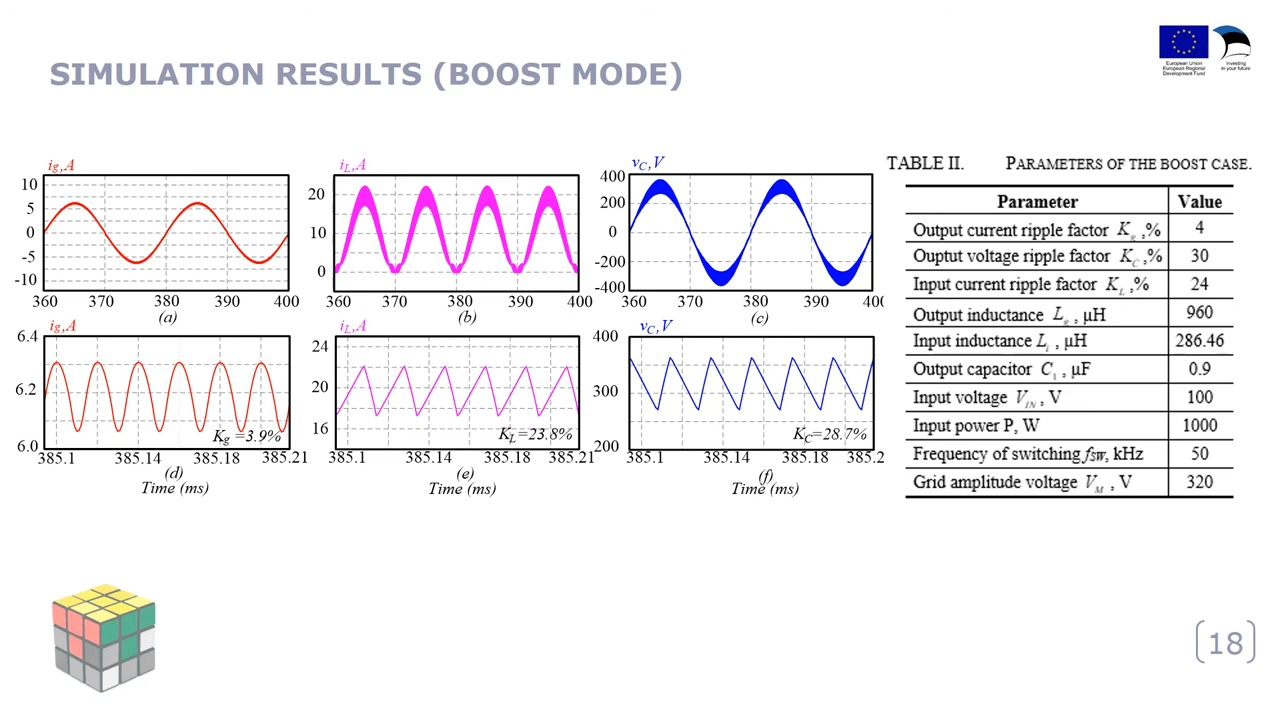 SIMULATION RESULTS (BOOST MODE)
European Union
European Regional
Development Fund
Investing
in your future
ig,A
10
5
0
-5
-10
360 370 380 390 400
(a)
iL,A
20
10
0
360 370 380 390 400
(b)
vC,V
400
200
0
-200
-400
360 375 380 390 40(
(c)
ig,A
6.4
6.2
6.0
Kg =3.9%
385.1 385.14 385.18 385.21
(d)
Time (ms)
iL,A
24
20
16
KL=23.8%
385.1 385.14 385.18 385.21
(e)
Time (ms)
vC,V
400
300
200
KC=28.7%
385.1 385.14 385.18 385.2
(f)
Time (ms)
TABLE II. PARAMETERS OF THE BOOST CASE.
Parameter Value
Output current ripple factor Kg ,% 4
Ouptut voltage ripple factor KC ,% 30
Input current ripple factor KL ,% 24
Output inductance Lg , μH 960
Input inductance Li , μH 286.46
Output capacitor C1 , μF 0.9
Input voltage VIN , V 100
Input power P, W 1000
Frequency of switching fSW, kHz 50
Grid amplitude voltage VM , V 320
[18]